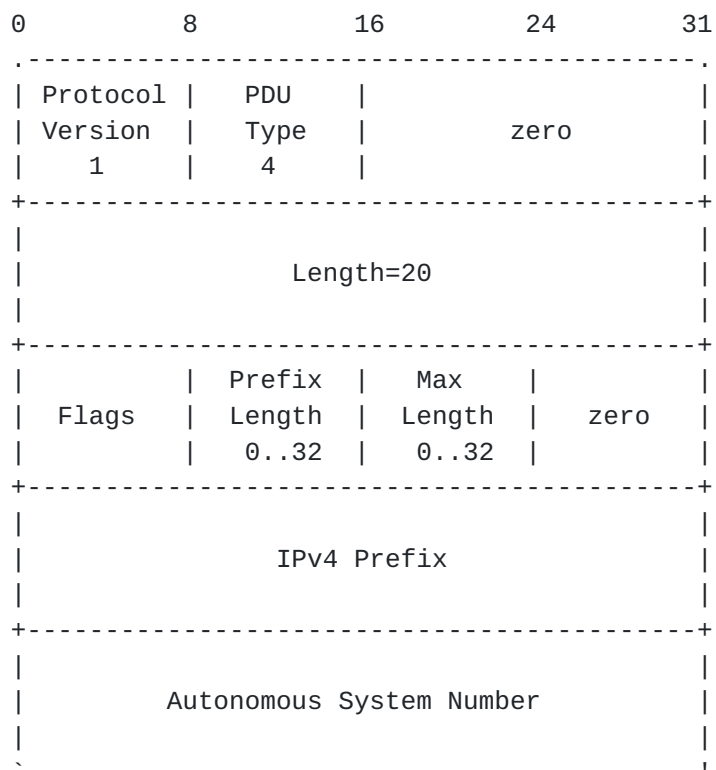 0          8          16         24        31
.-------------------------------------------.
| Protocol |   PDU    |                     |
| Version  |   Type   |         zero        |
|    1     |    4     |                     |
+-------------------------------------------+
|                                           |
|                 Length=20                 |
|                                           |
+-------------------------------------------+
|          |  Prefix  |   Max    |          |
|  Flags   |  Length  |  Length  |   zero   |
|          |   0..32  |   0..32  |          |
+-------------------------------------------+
|                                           |
|                IPv4 Prefix                |
|                                           |
+-------------------------------------------+
|                                           |
|         Autonomous System Number          |
|                                           |
`                                           '